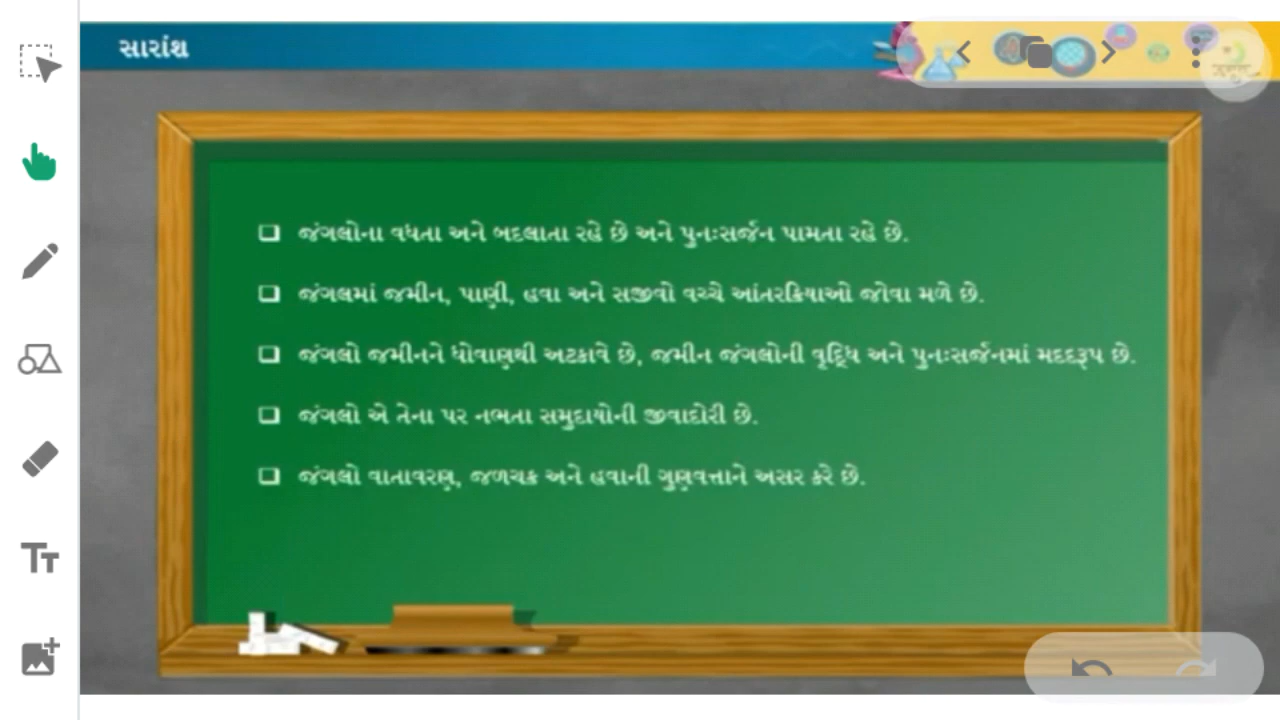 સારાંશ
❑ જંગલોના વધતા અને બદલાતા રહે છે અને પુનઃસર્જન પામતા રહે છે.
❑ જંગલમાં જમીન, પાણી, હવા અને સજીવો વચ્ચે આંતરક્રિયાઓ જોવા મળે છે.
❑ જંગલો જમીનને ધોવાણથી અટકાવે છે, જમીન જંગલોની વૃદ્ધિ અને પુનઃસર્જનમાં મદદરૂપ છે.
❑ જંગલો એ તેના પર નભતા સમુદાયોની જીવાદોરી છે.
❑ જંગલો વાતાવરણ, જળચક્ર અને હવાની ગુણવત્તાને અસર કરે છે.